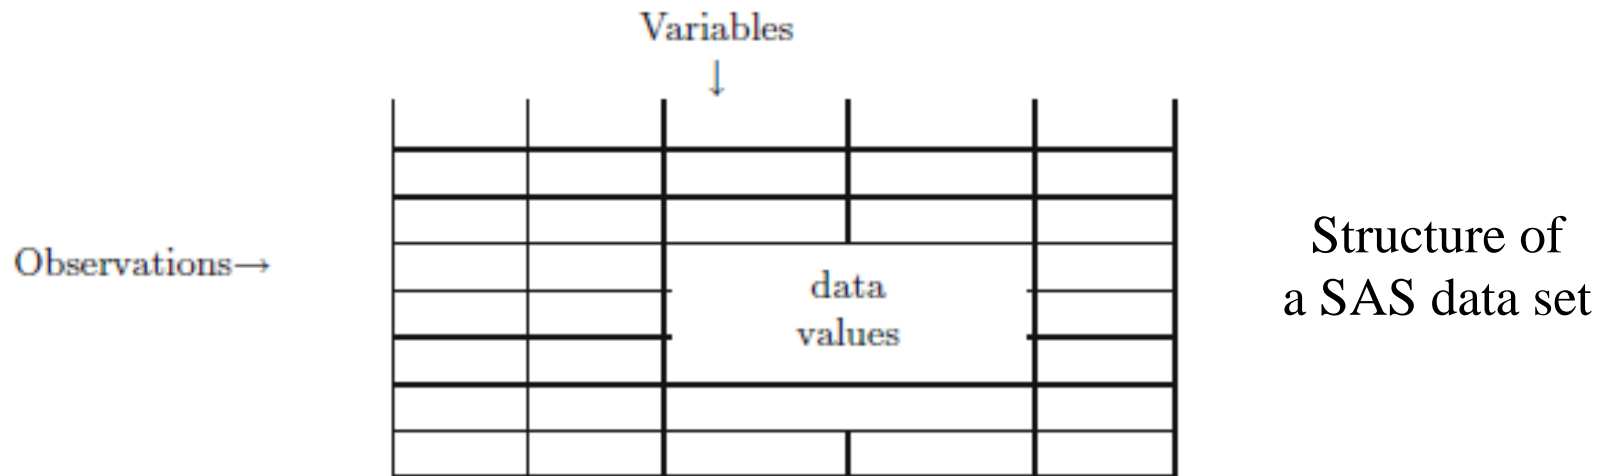 Variables
↓
Observations→
data
values
Structure of
a SAS data set